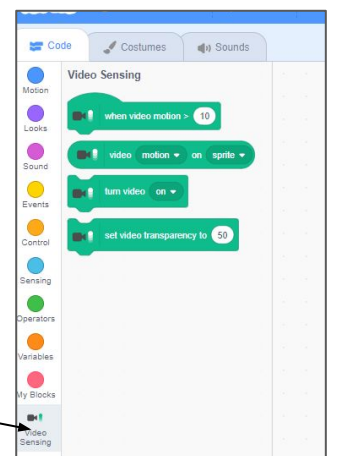 Code Costumes Sounds
Video Sensing
Motion
when video motion > 10
Looks
video motion on sprite
Sound
turn video on
Events
set video transparency to 50
Control
Sensing
Operators
Variables
My Blocks
Video
Sensing